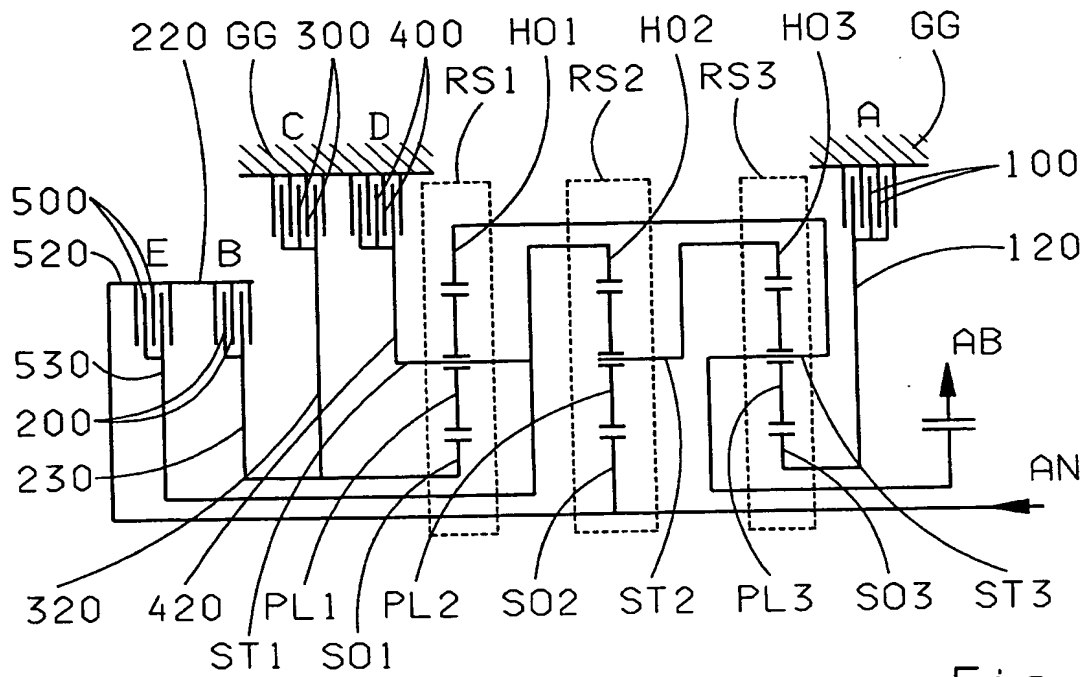 220 GG 300 400 HO1 HO2 HO3 GG
RS1 RS2 RS3
C D A
500 100
520 E B 120
530 AB
200
230 AN
320 420 PL1 PL2 SO2 ST2 PL3 SO3 ST3
ST1 SO1